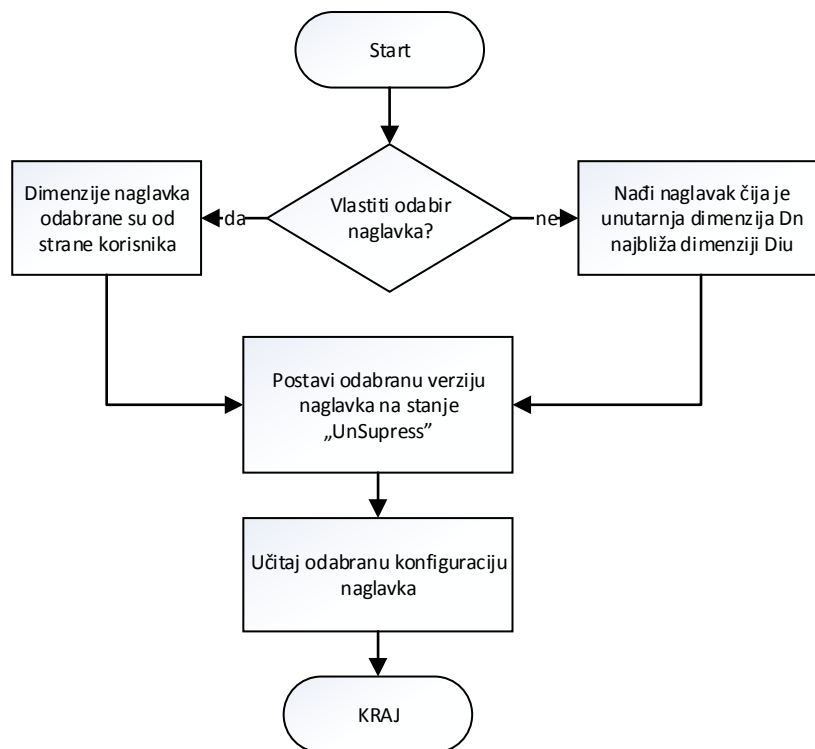 Start
Vlastiti odabir
naglavka?
da
ne
Dimenzije naglavka
odabrane su od
strane korisnika
Nađi naglavak čija je
unutarnja dimenzija Dn
najbliža dimenziji Diu
Postavi odabranu verziju
naglavka na stanje
„UnSupress”
Učitaj odabranu konfiguraciju
naglavka
KRAJ